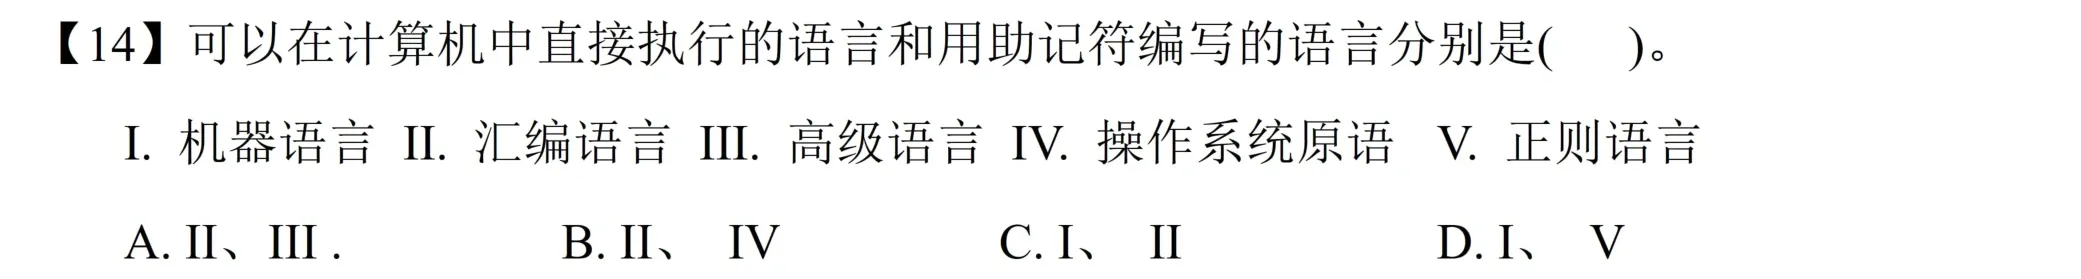 【14】可以在计算机中直接执行的语言和用助记符编写的语言分别是(  )。
I. 机器语言 II. 汇编语言 III. 高级语言 IV. 操作系统原语 V. 正则语言
A. II、III . B. II、 IV C. I、 II D. I、 V